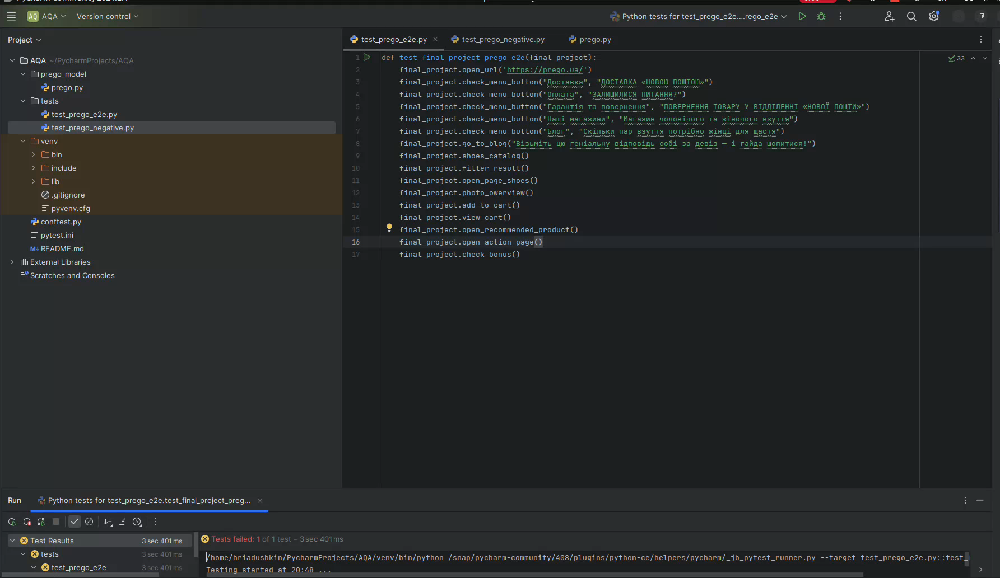 AQ AQA Version control Python tests for test_prego_e2e....rego_e2e
Project
test_prego_e2e.py test_prego_negative.py prego.py
AQA ~/PycharmProjects/AQA
prego_model
prego.py
tests
test_prego_e2e.py
test_prego_negative.py
venv
bin
include
lib
.gitignore
pyvenv.cfg
conftest.py
pytest.ini
M↓ README.md
External Libraries
Scratches and Consoles
33
1 def test_final_project_prego_e2e(final_project):
2 final_project.open_url('https://prego.ua/')
3 final_project.check_menu_button("Доставка", "ДОСТАВКА «НОВОЮ ПОШТОЮ»")
4 final_project.check_menu_button("Оплата", "ЗАЛИШИЛИСЯ ПИТАННЯ?")
5 final_project.check_menu_button("Гарантія та повернення", "ПОВЕРНЕННЯ ТОВАРУ У ВІДДІЛЕННІ «НОВОЇ ПОШТИ»")
6 final_project.check_menu_button("Наші магазини", "Магазин чоловічого та жіночого взуття")
7 final_project.check_menu_button("Блог", "Скільки пар взуття потрібно жінці для щастя")
8 final_project.go_to_blog("Візьміть цю геніальну відповідь собі за девіз — і гайда шопитися!")
9 final_project.shoes_catalog()
10 final_project.filter_result()
11 final_project.open_page_shoes()
12 final_project.photo_owerview()
13 final_project.add_to_cart()
14 final_project.view_cart()
15 final_project.open_recommended_product()
16 final_project.open_action_page()
17 final_project.check_bonus()
Run Python tests for test_prego_e2e.test_final_project_preg...
Test Results 3 sec 401 ms
tests 3 sec 401 ms
test_prego_e2e 3 sec 401 ms
Tests failed: 1 of 1 test – 3 sec 401 ms
/home/hriadushkin/PycharmProjects/AQA/venv/bin/python /snap/pycharm-community/408/plugins/python-ce/helpers/pycharm/_jb_pytest_runner.py --target test_prego_e2e.py::test_
Testing started at 20:48 ...